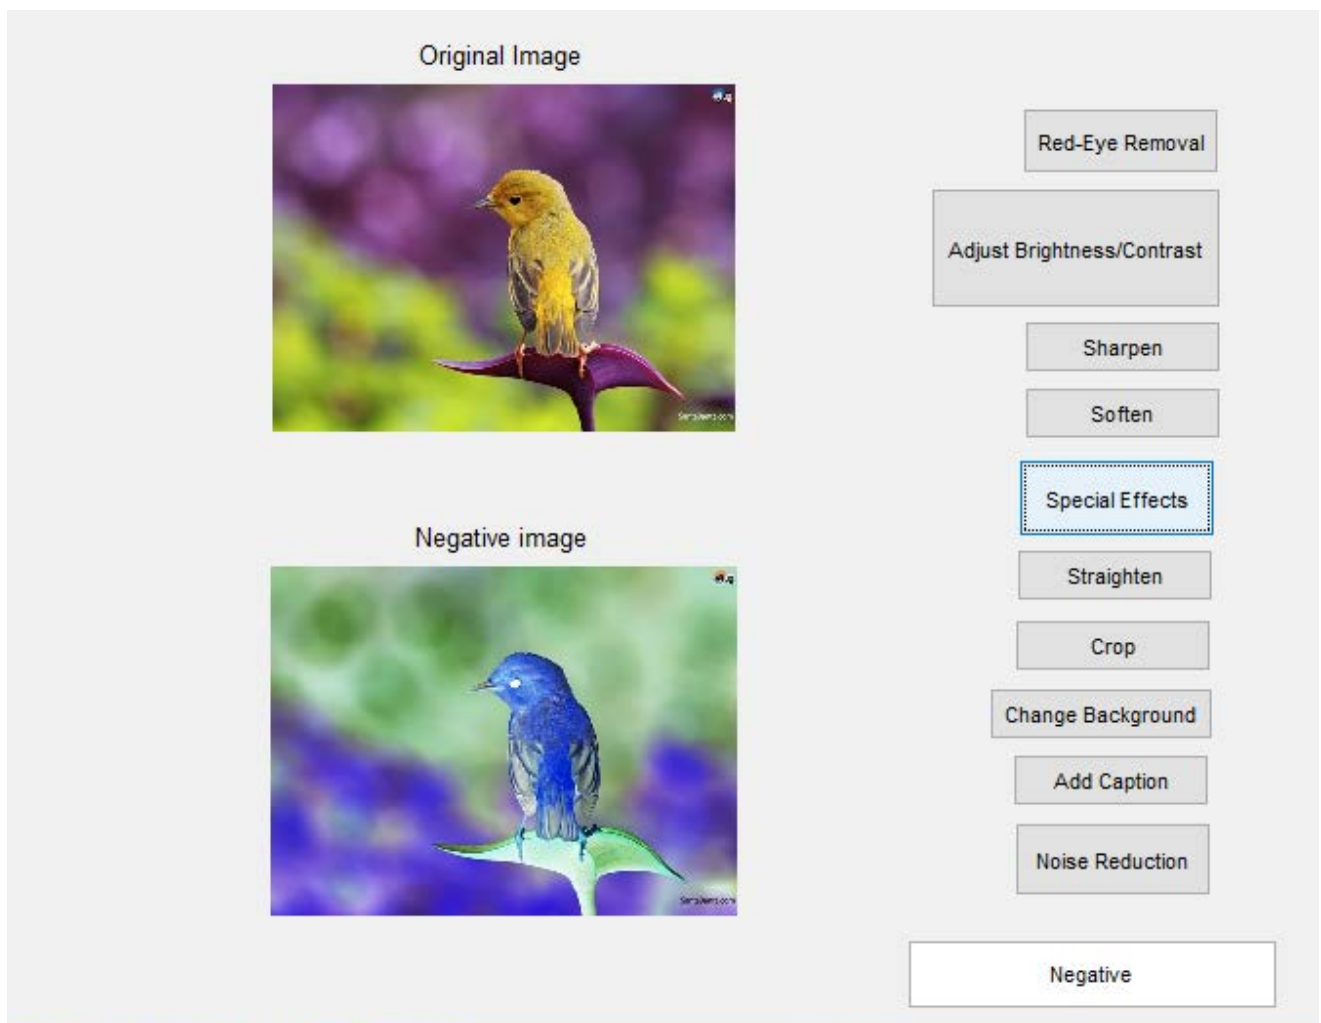 Original Image
Red-Eye Removal
Adjust Brightness/Contrast
Sharpen
Soften
Special Effects
Negative image
Straighten
Crop
Change Background
Add Caption
Noise Reduction
Negative